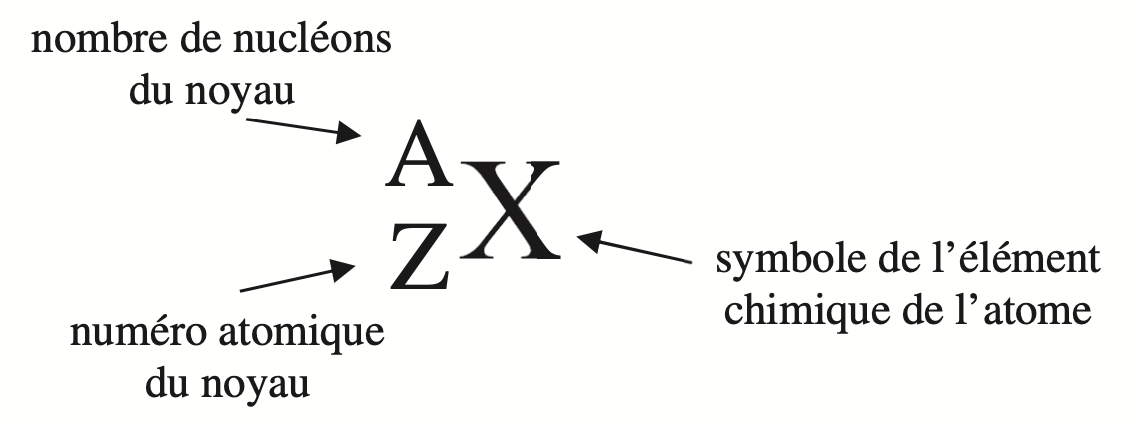 nombre de nucléons
du noyau
A
X
Z
numéro atomique
du noyau
symbole de l’élément
chimique de l’atome